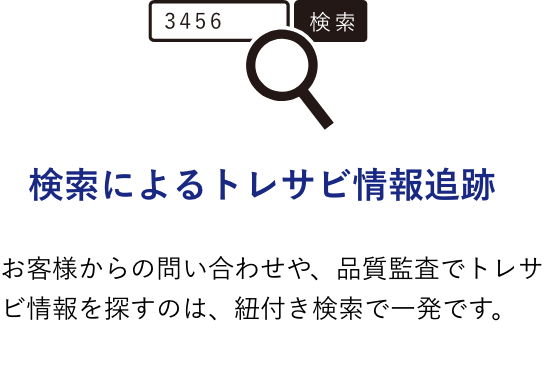 3456 検索
検索によるトレサビ情報追跡
お客様からの問い合わせや、品質監査でトレサ
ビ情報を探すのは、紐付き検索で一発です。